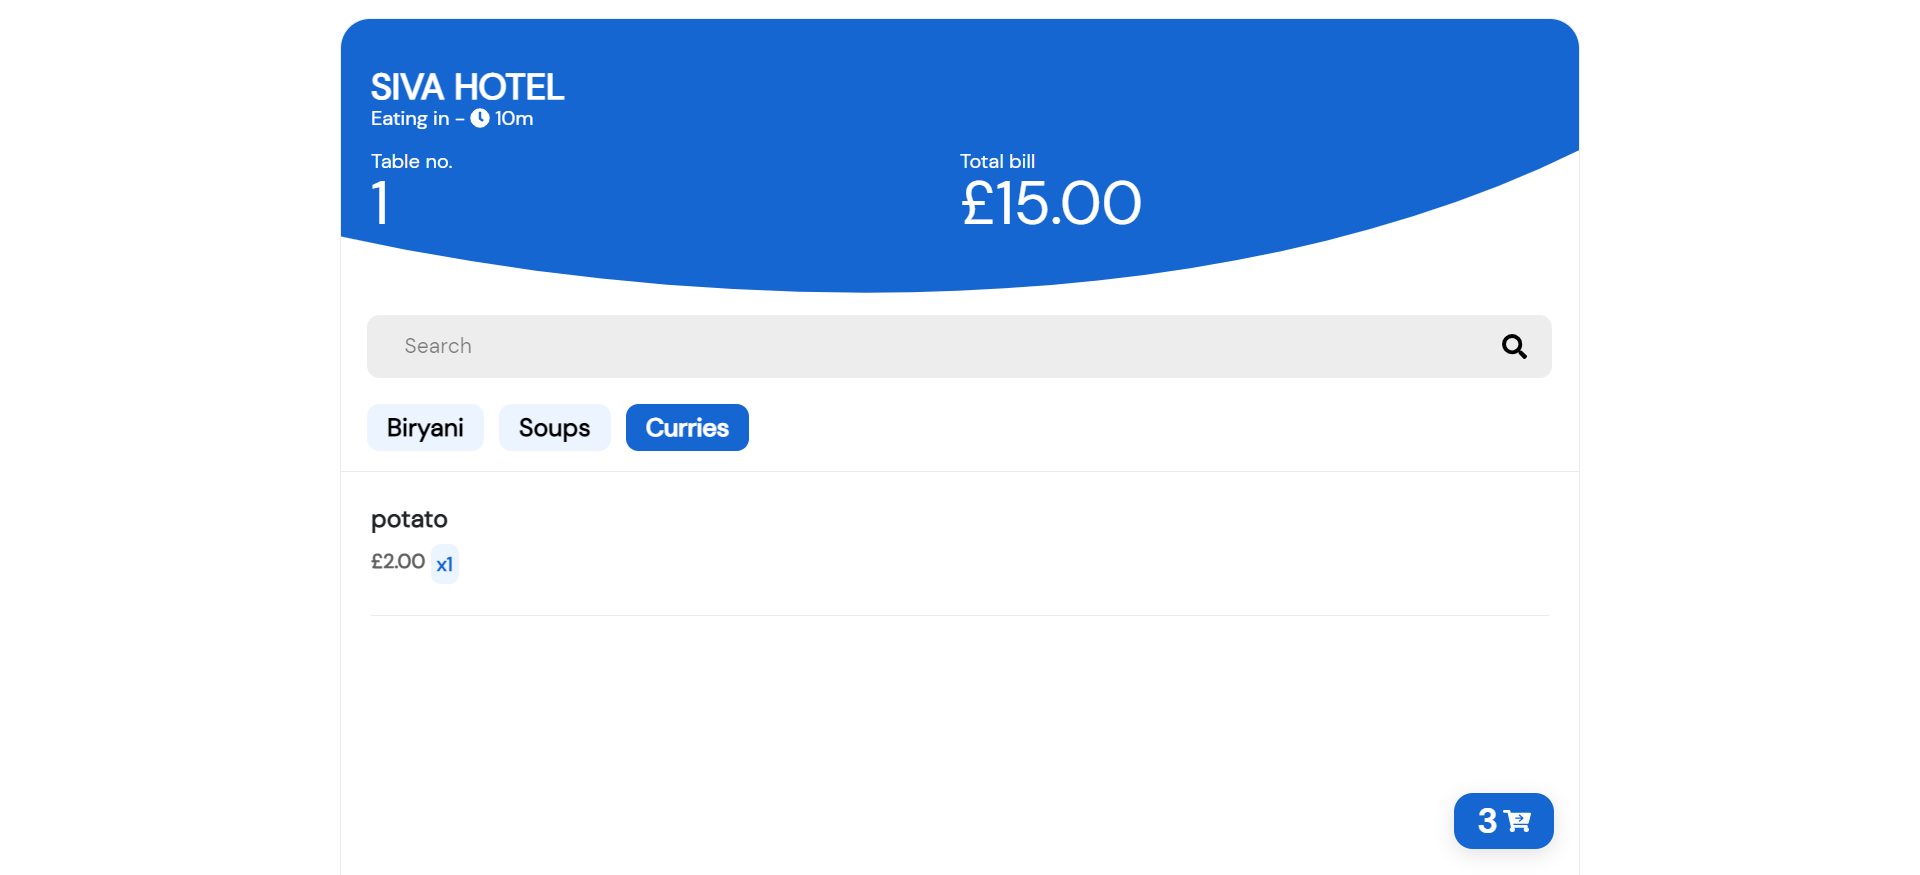 SIVA HOTEL
Eating in - 10m
Table no.
1
Total bill
£15.00
Search
Biryani Soups Curries
potato
£2.00 x1
3